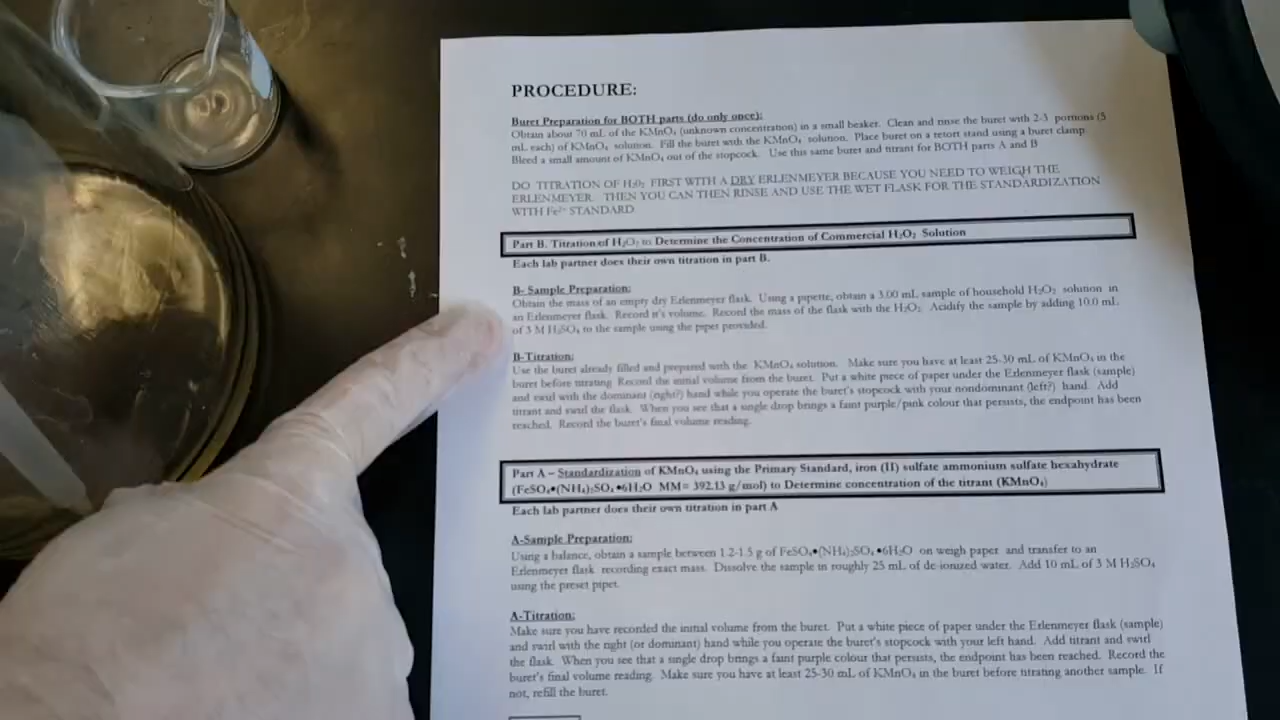 PROCEDURE:
Buret Preparation for BOTH parts (do only once):
Obtain about 70 mL of the KMnO₄ (unknown concentration) in a small beaker. Clean and rinse the buret with 2-3 portions (5
mL each) of KMnO₄ solution. Fill the buret with the KMnO₄ solution. Place buret on a retort stand using a buret clamp.
Bleed a small amount of KMnO₄ out of the stopcock. Use this same buret and titrant for BOTH parts A and B
DO TITRATION OF H₂0₂ FIRST WITH A DRY ERLENMEYER BECAUSE YOU NEED TO WEIGH THE
ERLENMEYER. THEN YOU CAN THEN RINSE AND USE THE WET FLASK FOR THE STANDARDIZATION
WITH Fe²⁺ STANDARD
Part B. Titration of H₂O₂ to Determine the Concentration of Commercial H₂O₂ Solution
Each lab partner does their own titration in part B.
B- Sample Preparation:
Obtain the mass of an empty dry Erlenmeyer flask. Using a pipette, obtain a 3.00 mL sample of household H₂O₂ solution in
an Erlenmeyer flask. Record it's volume. Record the mass of the flask with the H₂O₂. Acidify the sample by adding 10.0 mL
of 3 M H₂SO₄ to the sample using the pipet provided.
B-Titration:
Use the buret already filled and prepared with the KMnO₄ solution. Make sure you have at least 25-30 mL of KMnO₄ in the
buret before titrating. Record the initial volume from the buret. Put a white piece of paper under the Erlenmeyer flask (sample)
and swirl with the dominant (right?) hand while you operate the buret's stopcock with your nondominant (left?) hand. Add
titrant and swirl the flask. When you see that a single drop brings a faint purple/pink colour that persists, the endpoint has been
reached. Record the buret's final volume reading.
Part A – Standardization of KMnO₄ using the Primary Standard, iron (II) sulfate ammonium sulfate hexahydrate
(FeSO₄•(NH₄)₂SO₄•6H₂O MM= 392.13 g/mol) to Determine concentration of the titrant (KMnO₄)
Each lab partner does their own titration in part A
A-Sample Preparation:
Using a balance, obtain a sample between 1.2-1.5 g of FeSO₄•(NH₄)₂SO₄•6H₂O on weigh paper and transfer to an
Erlenmeyer flask recording exact mass. Dissolve the sample in roughly 25 mL of de-ionized water. Add 10 mL of 3 M H₂SO₄
using the preset pipet.
A-Titration:
Make sure you have recorded the initial volume from the buret. Put a white piece of paper under the Erlenmeyer flask (sample)
and swirl with the right (or dominant) hand while you operate the buret's stopcock with your left hand. Add titrant and swirl
the flask. When you see that a single drop brings a faint purple colour that persists, the endpoint has been reached. Record the
buret's final volume reading. Make sure you have at least 25-30 mL of KMnO₄ in the buret before titrating another sample. If
not, refill the buret.